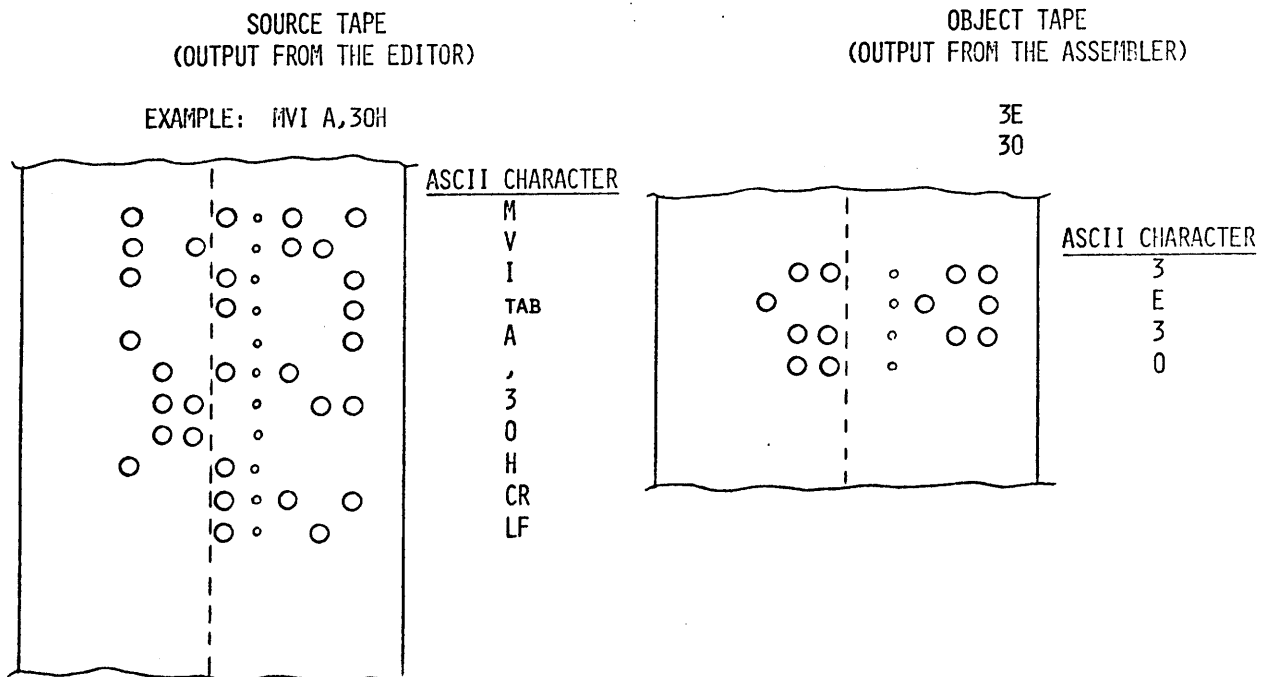 SOURCE TAPE
(OUTPUT FROM THE EDITOR)
EXAMPLE: MVI A,30H
ASCII CHARACTER
M
V
I
TAB
A
,
3
0
H
CR
LF
OBJECT TAPE
(OUTPUT FROM THE ASSEMBLER)
3E
30
ASCII CHARACTER
3
E
3
0